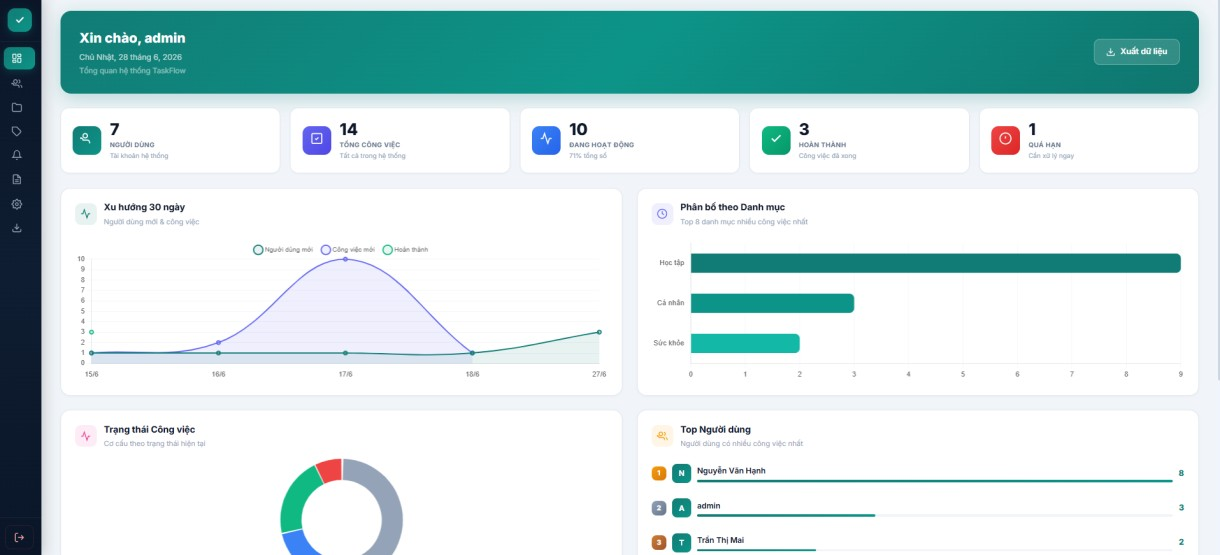 Xin chào, admin
Chủ Nhật, 28 tháng 6, 2026
Tổng quan hệ thống TaskFlow
Xuất dữ liệu
7
NGƯỜI DÙNG
Tài khoản hệ thống
14
TỔNG CÔNG VIỆC
Tất cả trong hệ thống
10
ĐANG HOẠT ĐỘNG
71% tổng số
3
HOÀN THÀNH
Công việc đã xong
1
QUÁ HẠN
Cần xử lý ngay
Xu hướng 30 ngày
Người dùng mới & công việc
Người dùng mới Công việc mới Hoàn thành
10
9
8
7
6
5
4
3
2
1
0
15/6 16/6 17/6 18/6 27/6
Phân bố theo Danh mục
Top 8 danh mục nhiều công việc nhất
Học tập
Cá nhân
Sức khỏe
0 1 2 3 4 5 6 7 8 9
Trạng thái Công việc
Cơ cấu theo trạng thái hiện tại
Top Người dùng
Người dùng có nhiều công việc nhất
1 N Nguyễn Văn Hạnh 8
2 A admin 3
3 T Trần Thị Mai 2